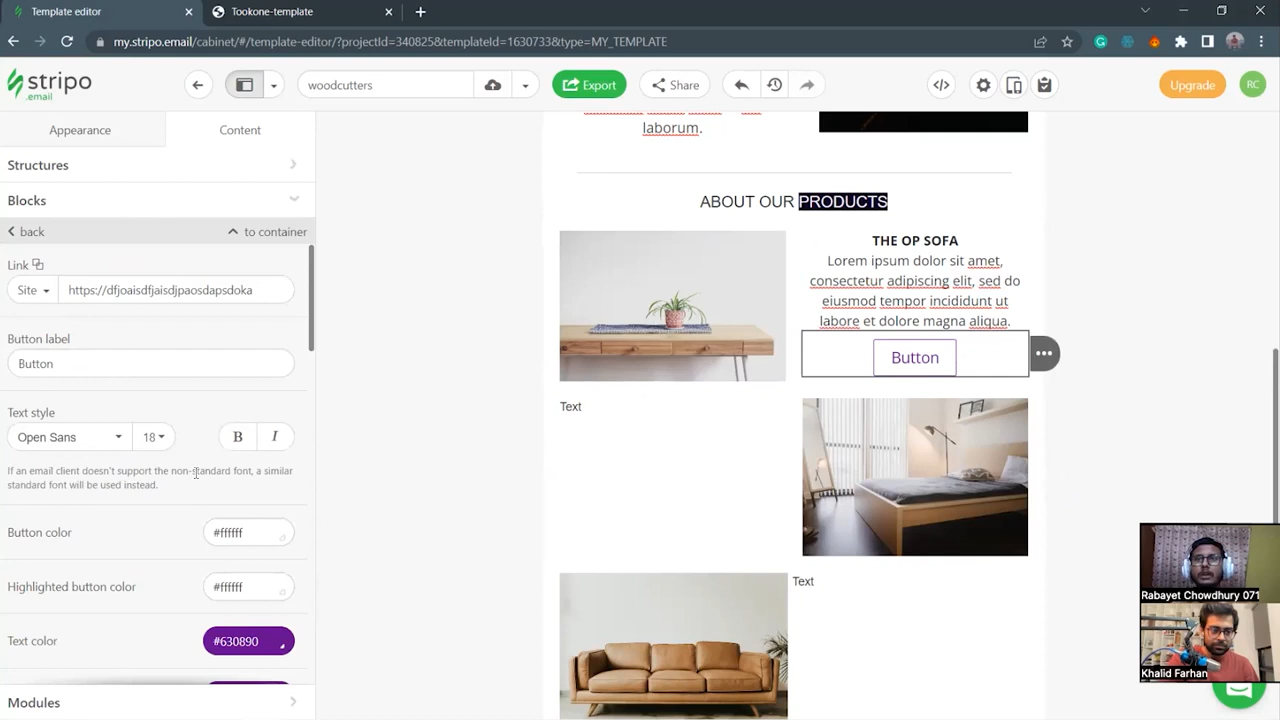 Template editor
Tookone-template
my.stripo.email/cabinet/#/template-editor/?projectId=340825&templateId=1630733&type=MY_TEMPLATE
stripo
.email
woodcutters
Export
Share
Upgrade
RC
Appearance
Content
Structures
Blocks
back
to container
Link
Site
https://dfjoaisdfjaisdjpaosdapsdoka
Button label
Button
Text style
Open Sans
18
B
I
If an email client doesn't support the non-standard font, a similar
standard font will be used instead.
Button color
#ffffff
Highlighted button color
#ffffff
Text color
#630890
Modules
laborum.
ABOUT OUR PRODUCTS
THE OP SOFA
Lorem ipsum dolor sit amet,
consectetur adipiscing elit, sed do
eiusmod tempor incididunt ut
labore et dolore magna aliqua.
Button
Text
Text
Rabayet Chowdhury 071
Khalid Farhan